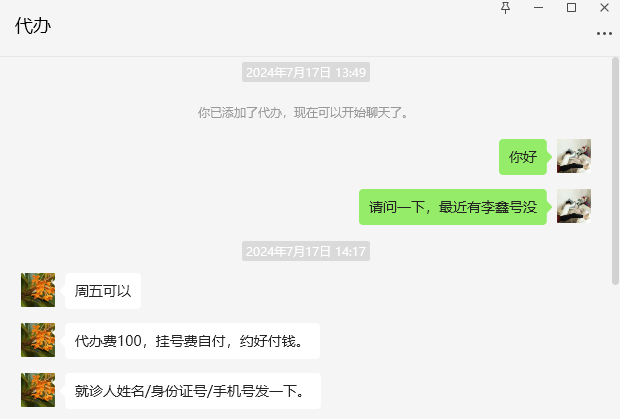 代办
2024年7月17日 13:49
你已添加了代办，现在可以开始聊天了。
你好
请问一下，最近有李鑫号没
2024年7月17日 14:17
周五可以
代办费100，挂号费自付，约好付钱。
就诊人姓名/身份证号/手机号发一下。